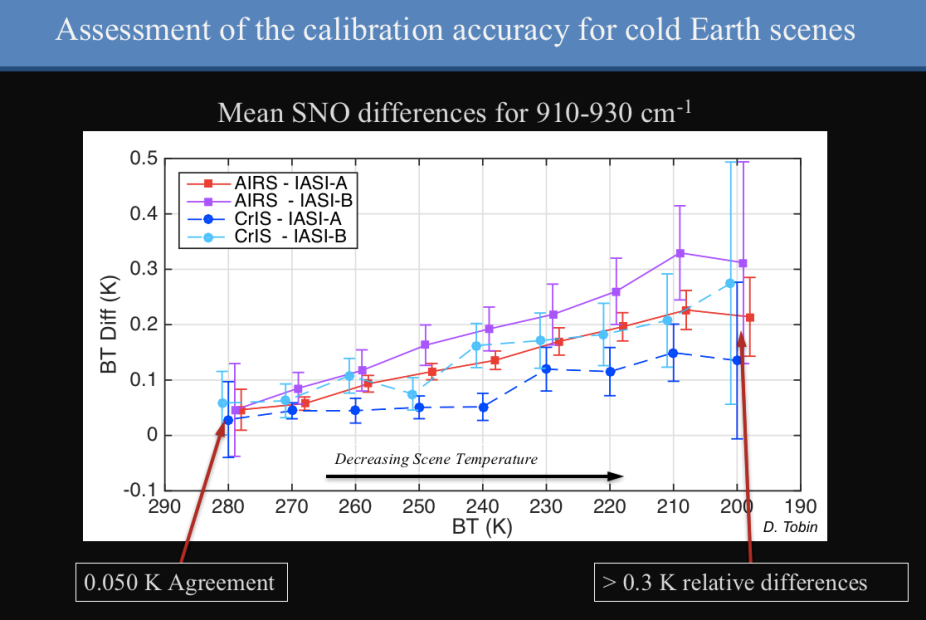 Assessment of the calibration accuracy for cold Earth scenes
Mean SNO differences for 910-930 cm⁻¹
0.5
0.4
0.3
0.2
0.1
0
-0.1
BT Diff (K)
AIRS - IASI-A
AIRS - IASI-B
CrIS - IASI-A
CrIS - IASI-B
Decreasing Scene Temperature
290 280 270 260 250 240 230 220 210 200 190
BT (K)
D. Tobin
0.050 K Agreement
> 0.3 K relative differences